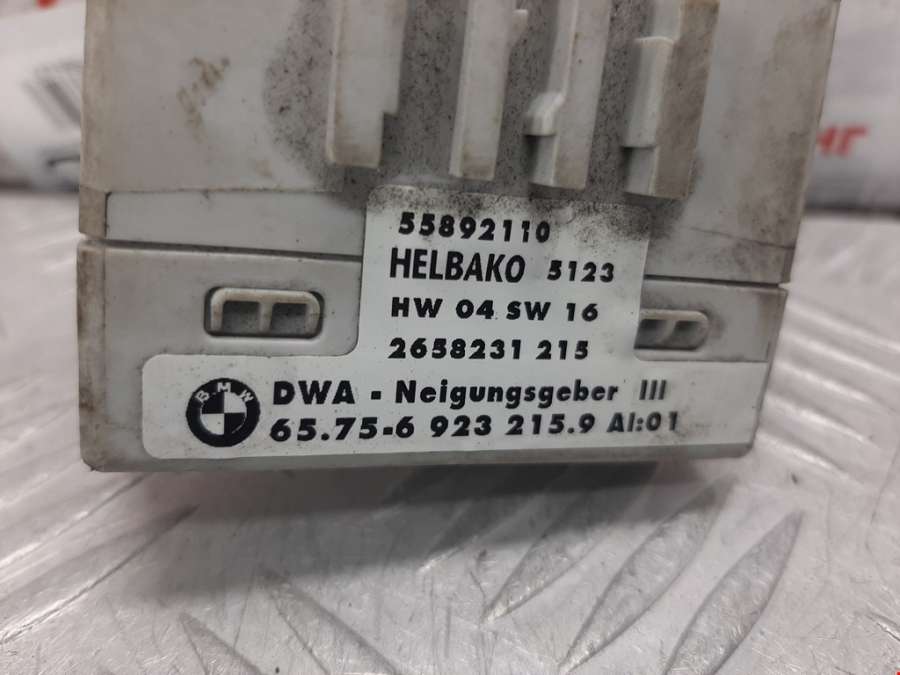 55892110
HELBAKO 5123
HW 04 SW 16
2658231 215
BMW
DWA - Neigungsgeber III
65.75-6 923 215.9 AI:01